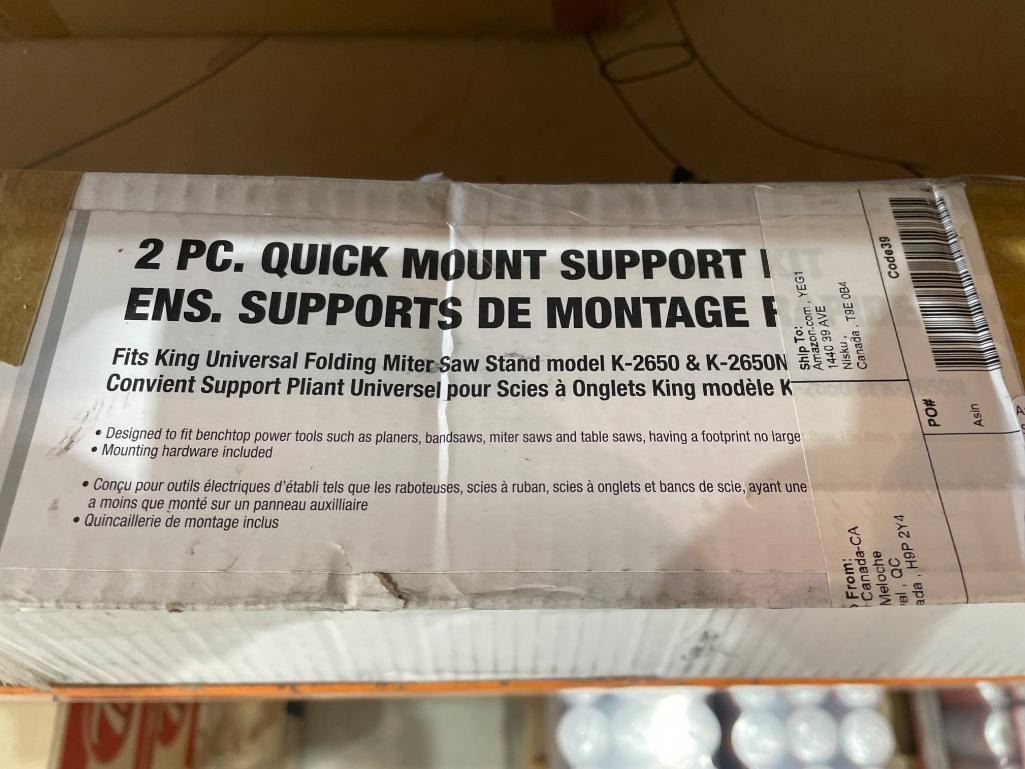 2 PC. QUICK MOUNT SUPPORT
ENS. SUPPORTS DE MONTAGE
Fits King Universal Folding Miter Saw Stand model K-2650 & K-2650N
Convient Support Pliant Universel pour Scies à Onglets King modèle K
• Designed to fit benchtop power tools such as planers, bandsaws, miter saws and table saws, having a footprint no large
• Mounting hardware included
• Conçu pour outils électriques d'établi tels que les raboteuses, scies à ruban, scies à onglets et bancs de scie, ayant une
a moins que monté sur un panneau auxilliaire
• Quincaillerie de montage inclus
Ship To:
Amazon.com, YEG1
1440 39 AVE
Nisku,
Canada, T9E 0B4
Code39
PO#
Asin
From:
Canada-CA
Meloche
, QC
H9P 2Y4